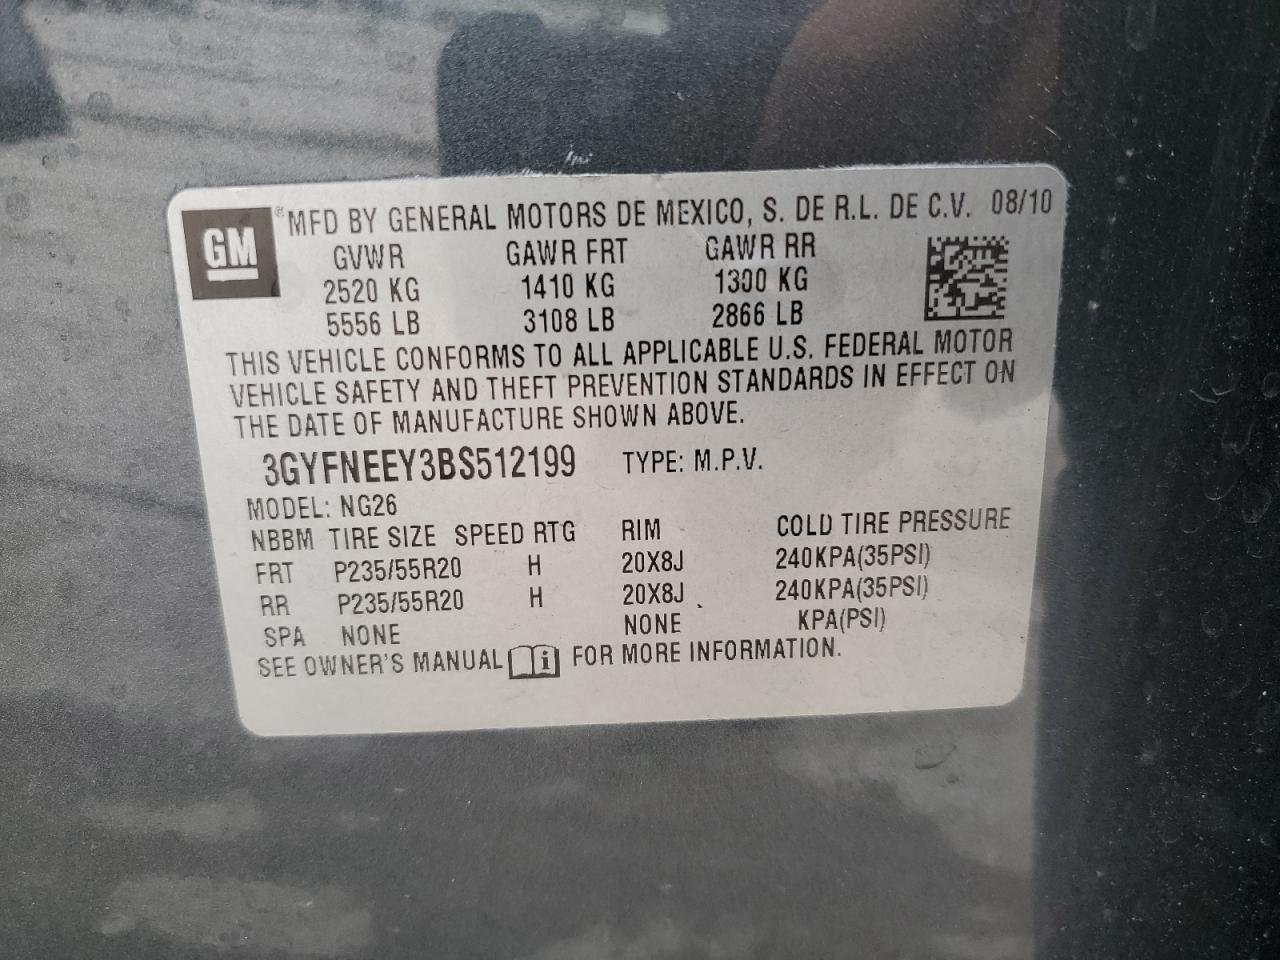 GM ® MFD BY GENERAL MOTORS DE MEXICO, S. DE R.L. DE C.V. 08/10
GVWR GAWR FRT GAWR RR
2520 KG 1410 KG 1300 KG
5556 LB 3108 LB 2866 LB
THIS VEHICLE CONFORMS TO ALL APPLICABLE U.S. FEDERAL MOTOR
VEHICLE SAFETY AND THEFT PREVENTION STANDARDS IN EFFECT ON
THE DATE OF MANUFACTURE SHOWN ABOVE.
3GYFNEEY3BS512199 TYPE: M.P.V.
MODEL: NG26
NBBM TIRE SIZE SPEED RTG RIM COLD TIRE PRESSURE
FRT P235/55R20 H 20X8J 240KPA(35PSI)
RR P235/55R20 H 20X8J 240KPA(35PSI)
SPA NONE NONE KPA(PSI)
SEE OWNER'S MANUAL i FOR MORE INFORMATION.